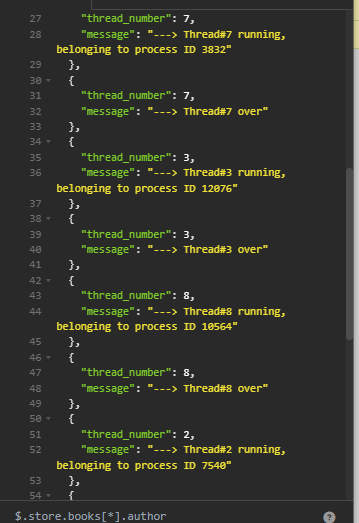 27 "thread_number": 7,
28 "message": "---> Thread#7 running,
belonging to process ID 3832"
29 },
30 {
31 "thread_number": 7,
32 "message": "---> Thread#7 over"
33 },
34 {
35 "thread_number": 3,
36 "message": "---> Thread#3 running,
belonging to process ID 12076"
37 },
38 {
39 "thread_number": 3,
40 "message": "---> Thread#3 over"
41 },
42 {
43 "thread_number": 8,
44 "message": "---> Thread#8 running,
belonging to process ID 10564"
45 },
46 {
47 "thread_number": 8,
48 "message": "---> Thread#8 over"
49 },
50 {
51 "thread_number": 2,
52 "message": "---> Thread#2 running,
belonging to process ID 7540"
53 },
54 {
$.store.books[*].author ?